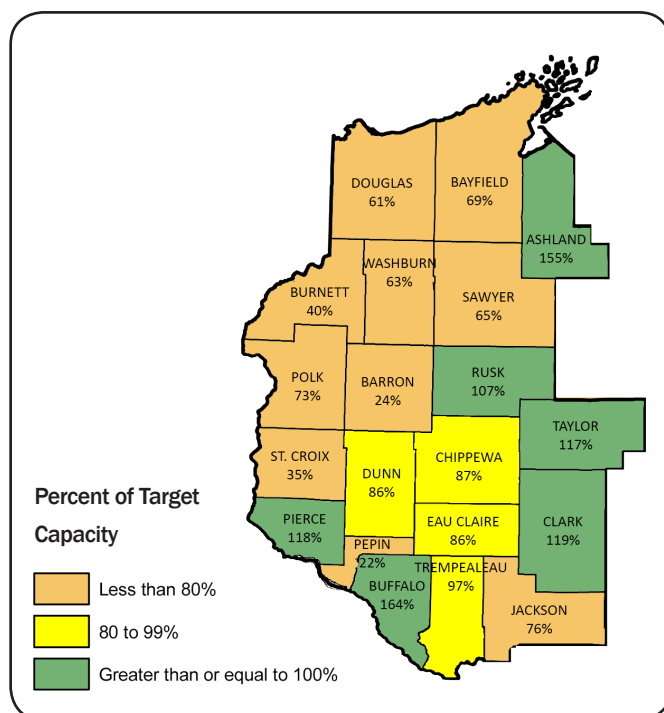 DOUGLAS
61%
BAYFIELD
69%
ASHLAND
155%
WASHBURN
63%
BURNETT
40%
SAWYER
65%
POLK
73%
BARRON
24%
RUSK
107%
TAYLOR
117%
ST. CROIX
35%
DUNN
86%
CHIPPEWA
87%
PIERCE
118%
EAU CLAIRE
86%
CLARK
119%
PEPIN
22%
BUFFALO
164%
TREMPEALEAU
97%
JACKSON
76%
Percent of Target
Capacity
Less than 80%
80 to 99%
Greater than or equal to 100%